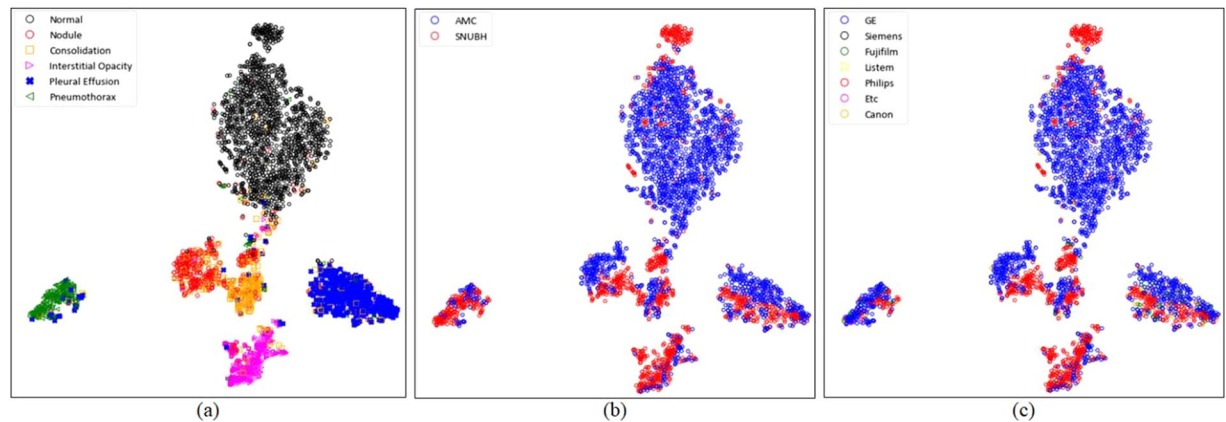 Normal
Nodule
Consolidation
Interstitial Opacity
Pleural Effusion
Pneumothorax
AMC
SNUBH
GE
Siemens
Fujifilm
Listem
Philips
Etc
Canon
(a)
(b)
(c)